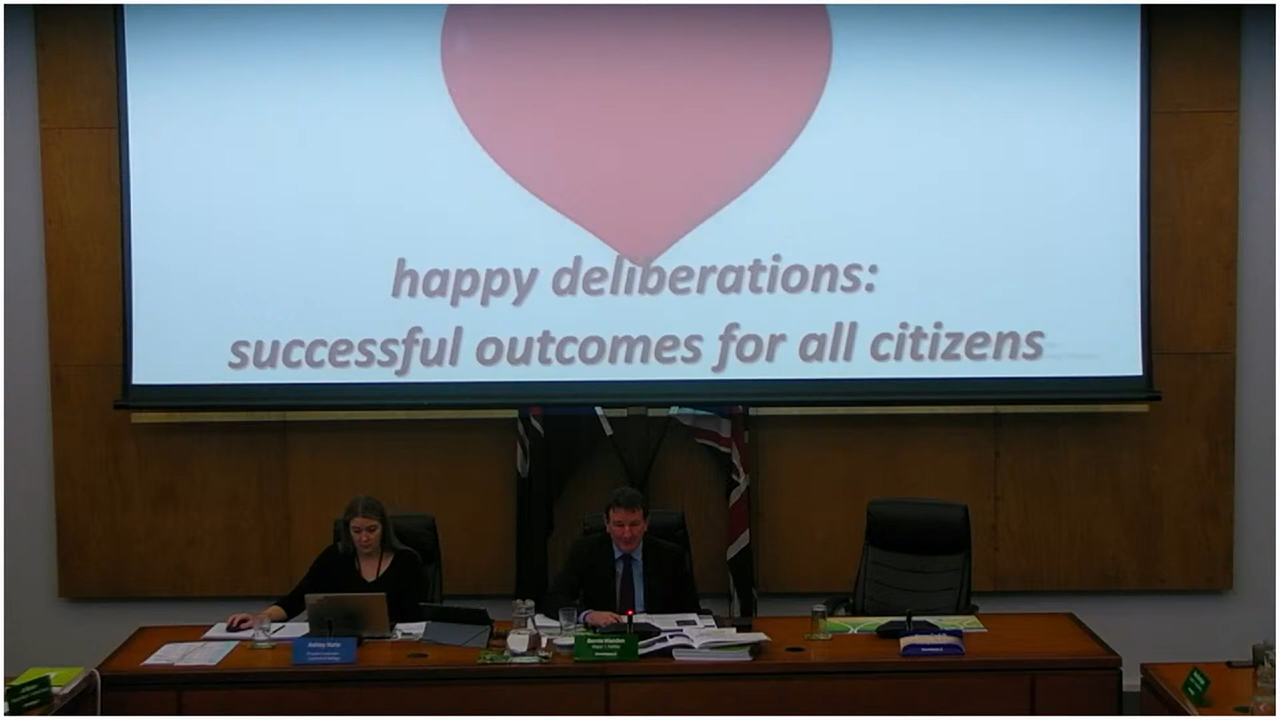 happy deliberations:
successful outcomes for all citizens